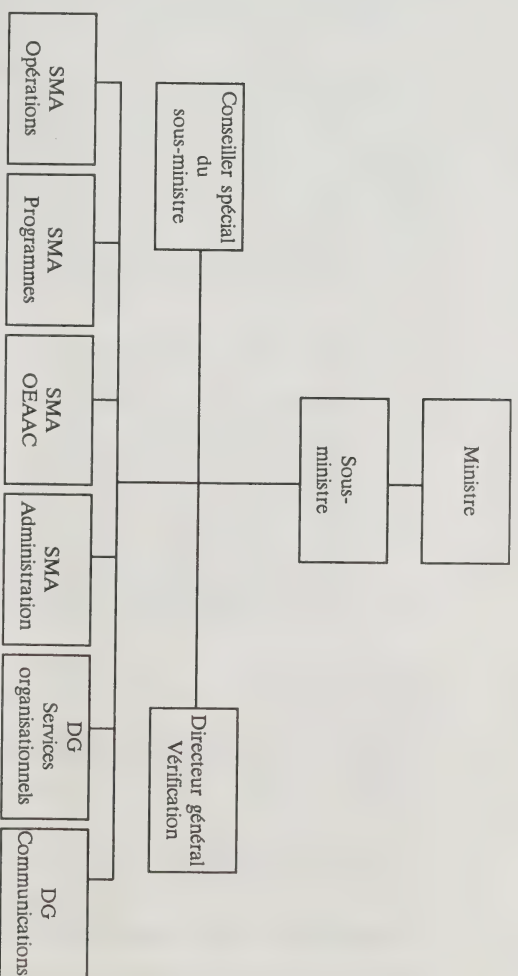 Ministre
Sous-
ministre
Conseiller spécial
du
sous-ministre
Directeur général
Vérification
SMA
Opérations
SMA
Programmes
SMA
OEAAC
SMA
Administration
DG
Services
organisationnels
DG
Communications